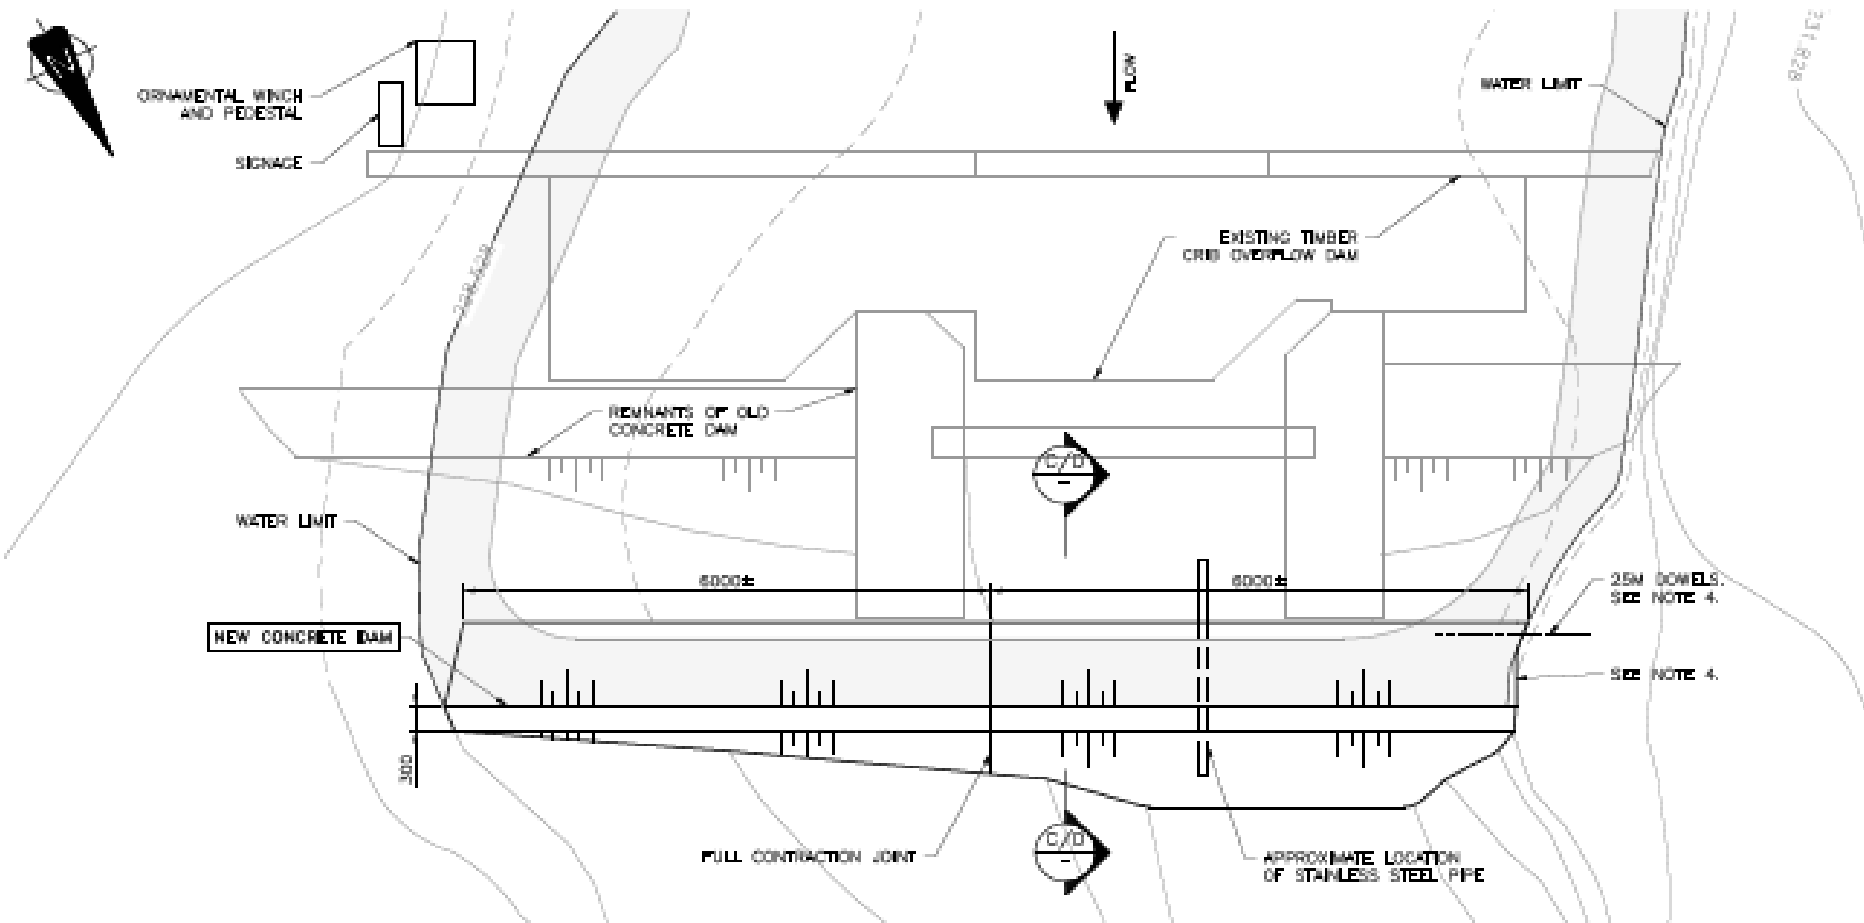 ORNAMENTAL WINCH
AND PEDESTAL
SIGNAGE
FLOW
WATER LIMIT
EXISTING TIMBER
CRIB OVERFLOW DAM
REMNANTS OF OLD
CONCRETE DAM
C/D
WATER LIMIT
6000±
6000±
25M DOWELS.
SEE NOTE 4.
NEW CONCRETE DAM
SEE NOTE 4.
300
FULL CONTRACTION JOINT
C/D
APPROXIMATE LOCATION
OF STAINLESS STEEL PIPE